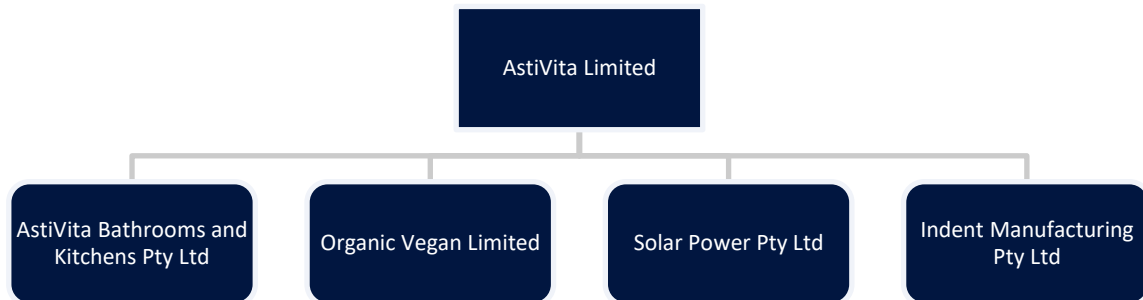 AstiVita Limited
AstiVita Bathrooms and
Kitchens Pty Ltd
Organic Vegan Limited
Solar Power Pty Ltd
Indent Manufacturing
Pty Ltd